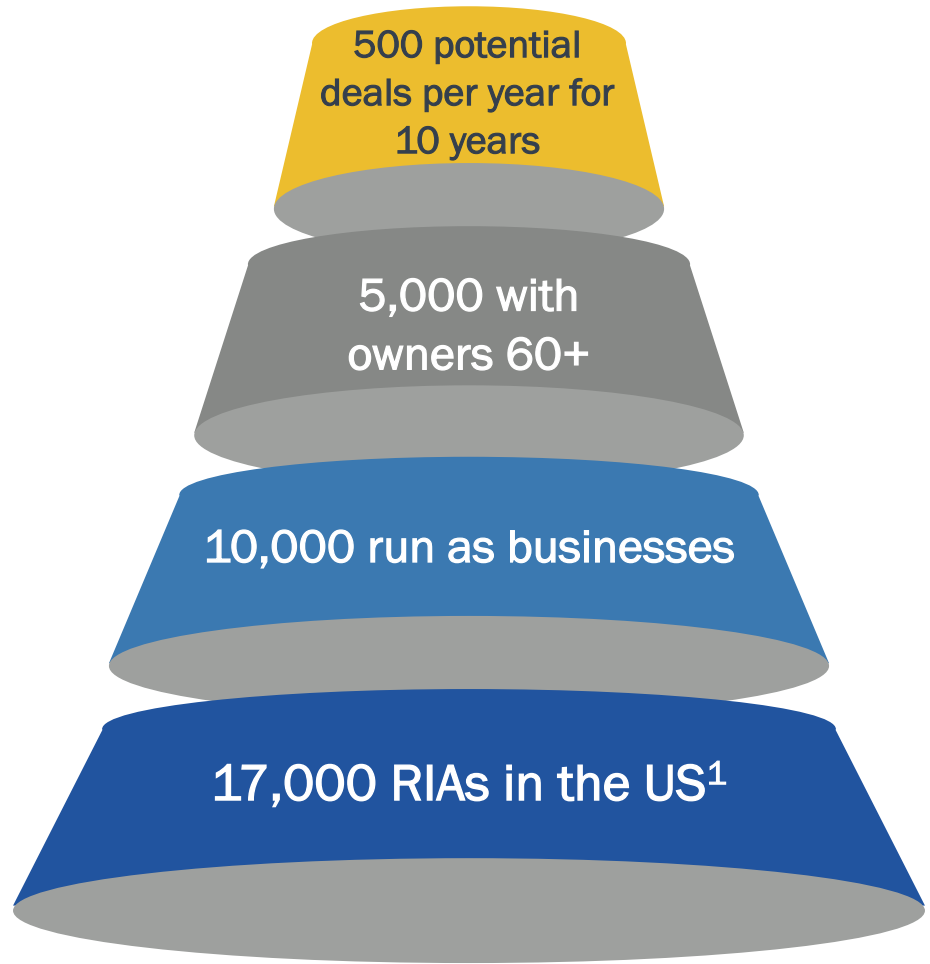 500 potential
deals per year for
10 years
5,000 with
owners 60+
10,000 run as businesses
17,000 RIAs in the US¹